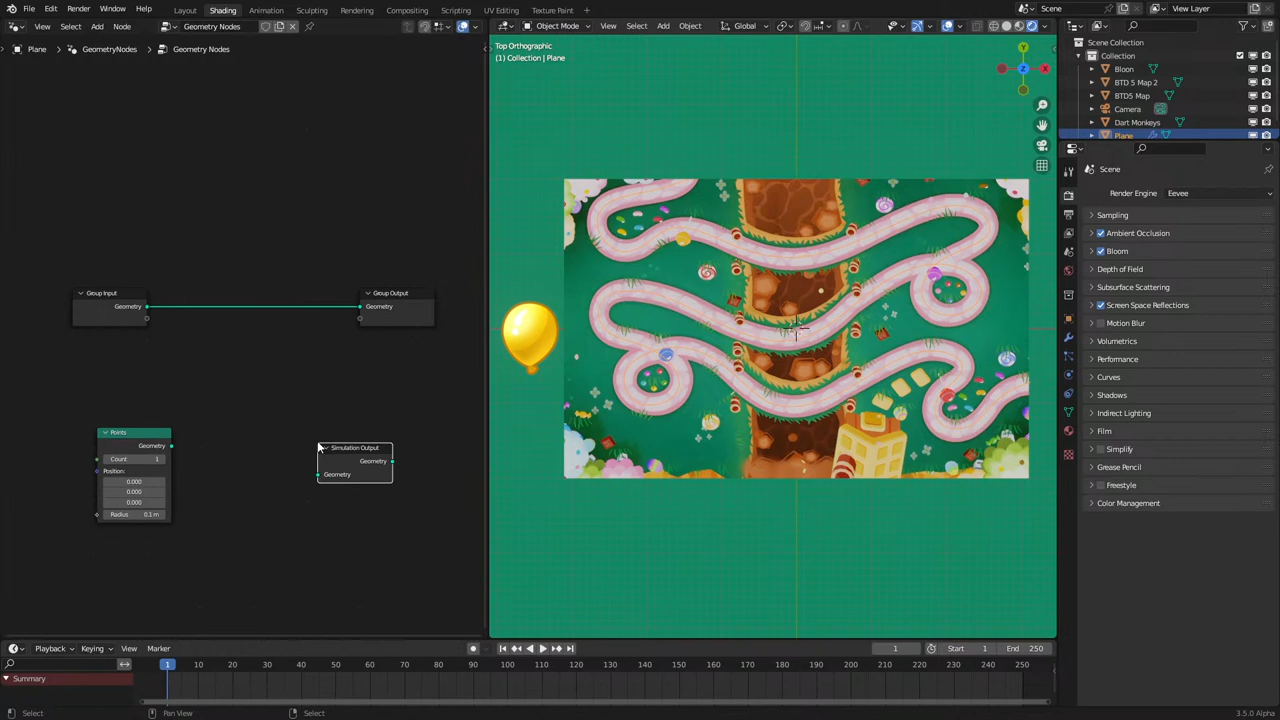 File Edit Render Window Help Layout Shading Animation Sculpting Rendering Compositing Scripting UV Editing Texture Paint Scene View Layer
View Select Add Node Geometry Nodes Object Mode View Select Add Object Global
Plane GeometryNodes Geometry Nodes
Top Orthographic
(1) Collection | Plane
Y
Z
X
Scene Collection
Collection
Bloon
BTD 5 Map 2
BTD5 Map
Camera
Dart Monkeys
Plane
Scene
Render Engine Eevee
Sampling
Ambient Occlusion
Bloom
Depth of Field
Subsurface Scattering
Screen Space Reflections
Motion Blur
Volumetrics
Performance
Curves
Shadows
Indirect Lighting
Film
Simplify
Grease Pencil
Freestyle
Color Management
Group Input
Geometry
Group Output
Geometry
Points
Geometry
Count 1
Position:
0.000
0.000
0.000
Radius 0.1 m
Simulation Output
Geometry
Geometry
Playback Keying View Marker 1 Start 1 End 250
1 10 20 30 40 50 60 70 80 90 100 110 120 130 140 150 160 170 180 190 200 210 220 230 240 250
Summary
Select Pan View Select 3.5.0 Alpha